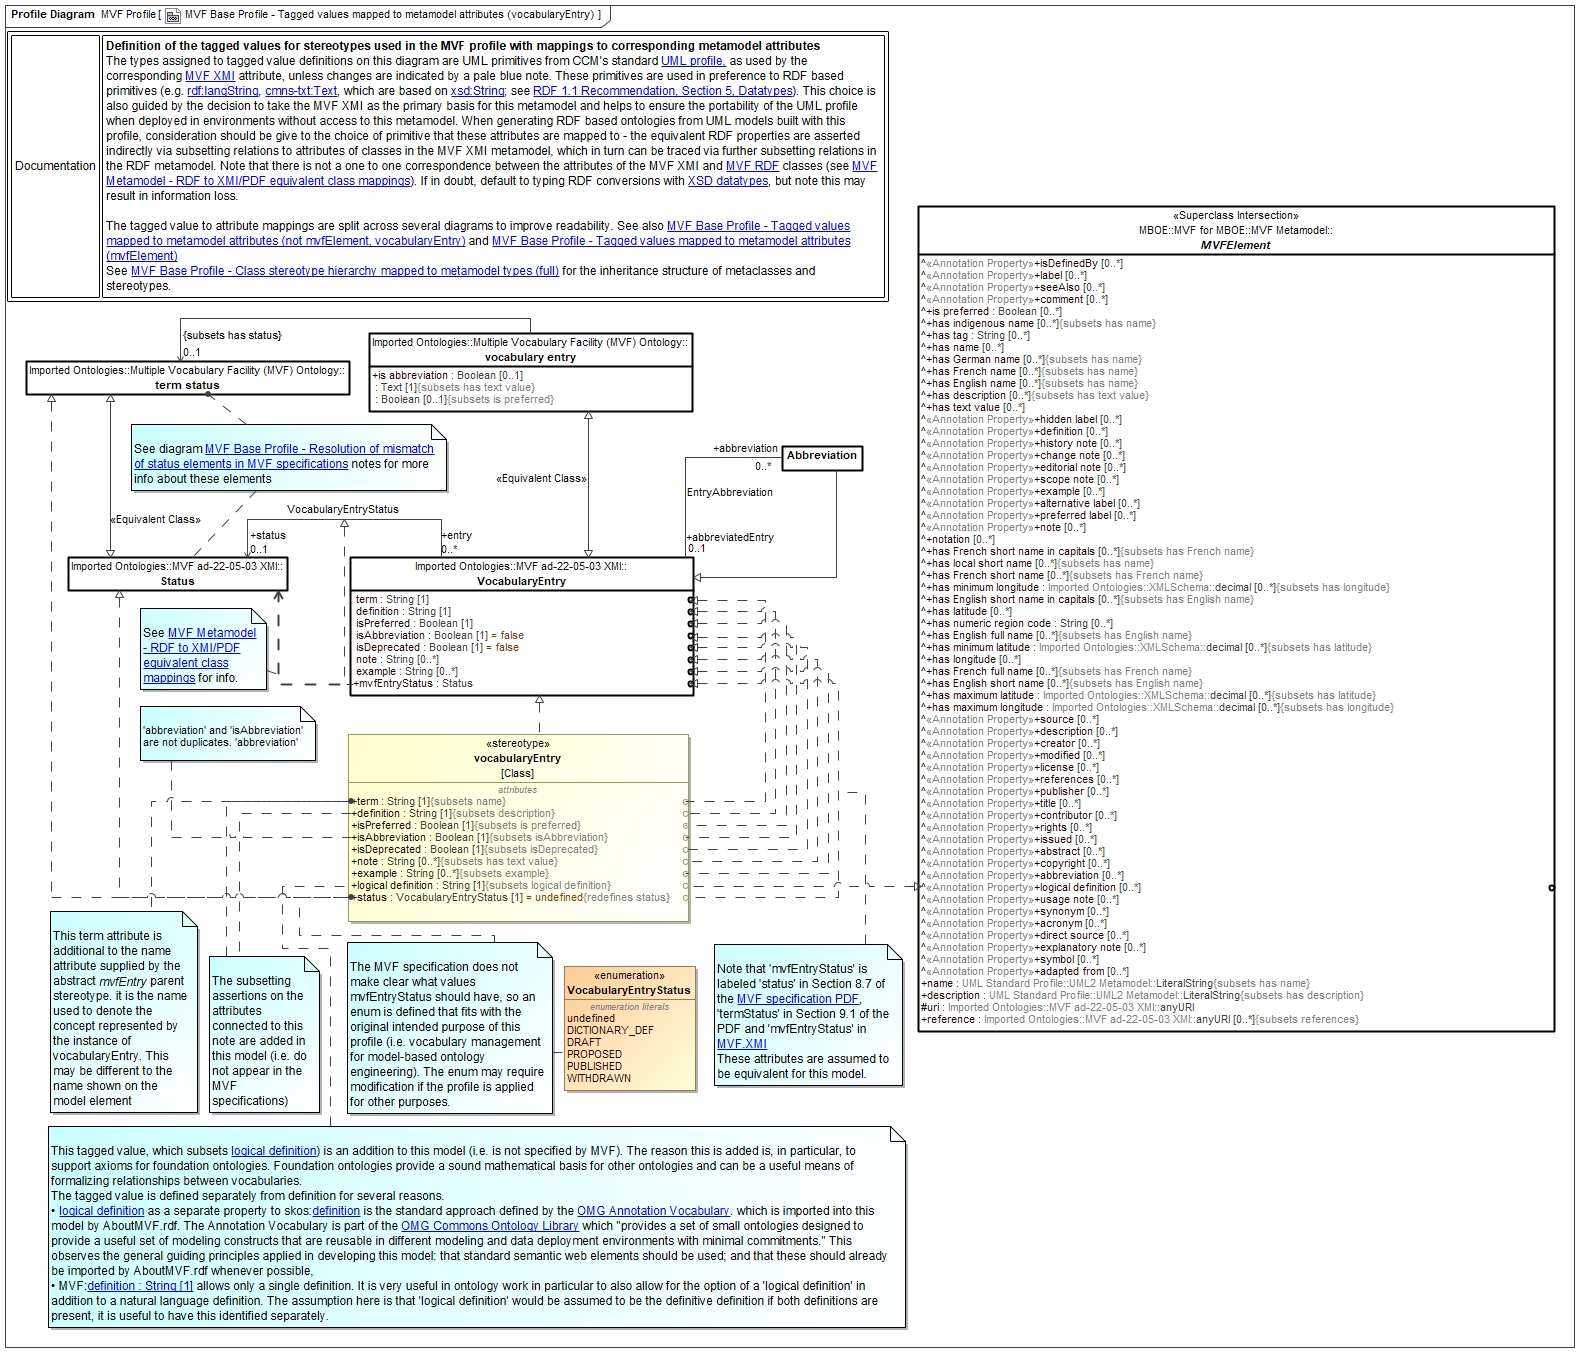 Profile Diagram MVF Profile [ MVF Base Profile - Tagged values mapped to metamodel attributes (vocabularyEntry) ]
Documentation
Definition of the tagged values for stereotypes used in the MVF profile with mappings to corresponding metamodel attributes
The types assigned to tagged value definitions on this diagram are UML primitives from CCM's standard UML profile, as used by the
corresponding MVF XMI attribute, unless changes are indicated by a pale blue note. These primitives are used in preference to RDF based
primitives (e.g. rdf:langString, cmns-txt:Text, which are based on xsd:String; see RDF 1.1 Recommendation, Section 5, Datatypes). This choice is
also guided by the decision to take the MVF XMI as the primary basis for this metamodel and helps to ensure the portability of the UML profile
when deployed in environments without access to this metamodel. When generating RDF based ontologies from UML models built with this
profile, consideration should be give to the choice of primitive that these attributes are mapped to - the equivalent RDF properties are asserted
indirectly via subsetting relations to attributes of classes in the MVF XMI metamodel, which in turn can be traced via further subsetting relations in
the RDF metamodel. Note that there is not a one to one correspondence between the attributes of the MVF XMI and MVF RDF classes (see MVF
Metamodel - RDF to XMI/PDF equivalent class mappings). If in doubt, default to typing RDF conversions with XSD datatypes, but note this may
result in information loss.
The tagged value to attribute mappings are split across several diagrams to improve readability. See also MVF Base Profile - Tagged values
mapped to metamodel attributes (not mvfElement, vocabularyEntry) and MVF Base Profile - Tagged values mapped to metamodel attributes
(mvfElement)
See MVF Base Profile - Class stereotype hierarchy mapped to metamodel types (full) for the inheritance structure of metaclasses and
stereotypes.
{subsets has status}
0..1
Imported Ontologies::Multiple Vocabulary Facility (MVF) Ontology::
term status
Imported Ontologies::Multiple Vocabulary Facility (MVF) Ontology::
vocabulary entry
+is abbreviation : Boolean [0..1]
: Text [1]{subsets has text value}
: Boolean [0..1]{subsets is preferred}
See diagram MVF Base Profile - Resolution of mismatch
of status elements in MVF specifications notes for more
info about these elements
«Equivalent Class»
«Equivalent Class»
+abbreviation
0..*
Abbreviation
EntryAbbreviation
+abbreviatedEntry
0..1
VocabularyEntryStatus
+status
0..1
+entry
0..*
Imported Ontologies::MVF ad-22-05-03 XMI::
Status
Imported Ontologies::MVF ad-22-05-03 XMI::
VocabularyEntry
term : String [1]
definition : String [1]
isPreferred : Boolean [1]
isAbbreviation : Boolean [1] = false
isDeprecated : Boolean [1] = false
note : String [0..*]
example : String [0..*]
+mvfEntryStatus : Status
See MVF Metamodel
- RDF to XMI/PDF
equivalent class
mappings for info.
'abbreviation' and 'isAbbreviation'
are not duplicates. 'abbreviation'
«stereotype»
vocabularyEntry
[Class]
attributes
+term : String [1]{subsets name}
+definition : String [1]{subsets description}
+isPreferred : Boolean [1]{subsets is preferred}
+isAbbreviation : Boolean [1]{subsets isAbbreviation}
+isDeprecated : Boolean [1]{subsets isDeprecated}
+note : String [0..*]{subsets has text value}
+example : String [0..*]{subsets example}
+logical definition : String [1]{subsets logical definition}
+status : VocabularyEntryStatus [1] = undefined{redefines status}
«Superclass Intersection»
MBOE::MVF for MBOE::MVF Metamodel::
MVFElement
^«Annotation Property»+isDefinedBy [0..*]
^«Annotation Property»+label [0..*]
^«Annotation Property»+seeAlso [0..*]
^«Annotation Property»+comment [0..*]
^+is preferred : Boolean [0..*]
^+has indigenous name [0..*]{subsets has name}
^+has tag : String [0..*]
^+has name [0..*]
^+has German name [0..*]{subsets has name}
^+has French name [0..*]{subsets has name}
^+has English name [0..*]{subsets has name}
^+has description [0..*]{subsets has text value}
^+has text value [0..*]
^«Annotation Property»+hidden label [0..*]
^«Annotation Property»+definition [0..*]
^«Annotation Property»+history note [0..*]
^«Annotation Property»+change note [0..*]
^«Annotation Property»+editorial note [0..*]
^«Annotation Property»+scope note [0..*]
^«Annotation Property»+example [0..*]
^«Annotation Property»+alternative label [0..*]
^«Annotation Property»+preferred label [0..*]
^«Annotation Property»+note [0..*]
^+notation [0..*]
^+has French short name in capitals [0..*]{subsets has French name}
^+has local short name [0..*]{subsets has name}
^+has French short name [0..*]{subsets has French name}
^+has minimum longitude : Imported Ontologies::XMLSchema::decimal [0..*]{subsets has longitude}
^+has English short name in capitals [0..*]{subsets has English name}
^+has latitude [0..*]
^+has numeric region code : String [0..*]
^+has English full name [0..*]{subsets has English name}
^+has minimum latitude : Imported Ontologies::XMLSchema::decimal [0..*]{subsets has latitude}
^+has longitude [0..*]
^+has French full name [0..*]{subsets has French name}
^+has English short name [0..*]{subsets has English name}
^+has maximum latitude : Imported Ontologies::XMLSchema::decimal [0..*]{subsets has latitude}
^+has maximum longitude : Imported Ontologies::XMLSchema::decimal [0..*]{subsets has longitude}
^«Annotation Property»+source [0..*]
^«Annotation Property»+description [0..*]
^«Annotation Property»+creator [0..*]
^«Annotation Property»+modified [0..*]
^«Annotation Property»+license [0..*]
^«Annotation Property»+references [0..*]
^«Annotation Property»+publisher [0..*]
^«Annotation Property»+title [0..*]
^«Annotation Property»+contributor [0..*]
^«Annotation Property»+rights [0..*]
^«Annotation Property»+issued [0..*]
^«Annotation Property»+abstract [0..*]
^«Annotation Property»+copyright [0..*]
^«Annotation Property»+abbreviation [0..*]
^«Annotation Property»+logical definition [0..*]
^«Annotation Property»+usage note [0..*]
^«Annotation Property»+synonym [0..*]
^«Annotation Property»+acronym [0..*]
^«Annotation Property»+direct source [0..*]
^«Annotation Property»+explanatory note [0..*]
^«Annotation Property»+symbol [0..*]
^«Annotation Property»+adapted from [0..*]
+name : UML Standard Profile::UML2 Metamodel::LiteralString{subsets has name}
+description : UML Standard Profile::UML2 Metamodel::LiteralString{subsets has description}
#uri : Imported Ontologies::MVF ad-22-05-03 XMI::anyURI
+reference : Imported Ontologies::MVF ad-22-05-03 XMI::anyURI [0..*]{subsets references}
This term attribute is
additional to the name
attribute supplied by the
abstract mvfEntry parent
stereotype. it is the name
used to denote the
concept represented by
the instance of
vocabularyEntry. This
may be different to the
name shown on the
model element
The subsetting
assertions on the
attributes
connected to this
note are added in
this model (i.e. do
not appear in the
MVF
specifications)
The MVF specification does not
make clear what values
mvfEntryStatus should have, so an
enum is defined that fits with the
original intended purpose of this
profile (i.e. vocabulary management
for model-based ontology
engineering). The enum may require
modification if the profile is applied
for other purposes.
«enumeration»
VocabularyEntryStatus
enumeration literals
undefined
DICTIONARY_DEF
DRAFT
PROPOSED
PUBLISHED
WITHDRAWN
Note that 'mvfEntryStatus' is
labeled 'status' in Section 8.7 of
the MVF specification PDF,
'termStatus' in Section 9.1 of the
PDF and 'mvfEntryStatus' in
MVF.XMI
These attributes are assumed to
be equivalent for this model.
This tagged value, which subsets logical definition) is an addition to this model (i.e. is not specified by MVF). The reason this is added is, in particular, to
support axioms for foundation ontologies. Foundation ontologies provide a sound mathematical basis for other ontologies and can be a useful means of
formalizing relationships between vocabularies.
The tagged value is defined separately from definition for several reasons.
• logical definition as a separate property to skos:definition is the standard approach defined by the OMG Annotation Vocabulary. which is imported into this
model by AboutMVF.rdf. The Annotation Vocabulary is part of the OMG Commons Ontology Library which "provides a set of small ontologies designed to
provide a useful set of modeling constructs that are reusable in different modeling and data deployment environments with minimal commitments." This
observes the general guiding principles applied in developing this model: that standard semantic web elements should be used; and that these should already
be imported by AboutMVF.rdf whenever possible,
• MVF:definition : String [1] allows only a single definition. It is very useful in ontology work in particular to also allow for the option of a 'logical definition' in
addition to a natural language definition. The assumption here is that 'logical definition' would be assumed to be the definitive definition if both definitions are
present, it is useful to have this identified separately.